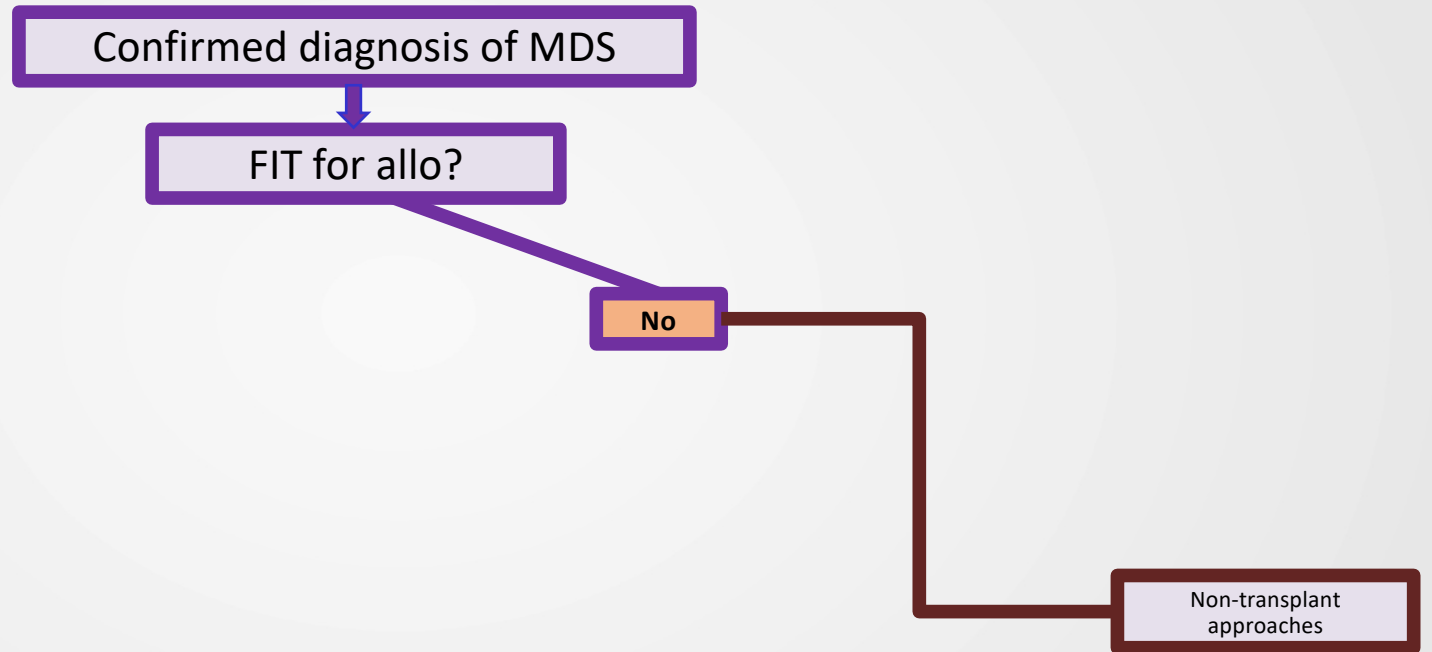 Confirmed diagnosis of MDS
FIT for allo?
No
Non-transplant
approaches